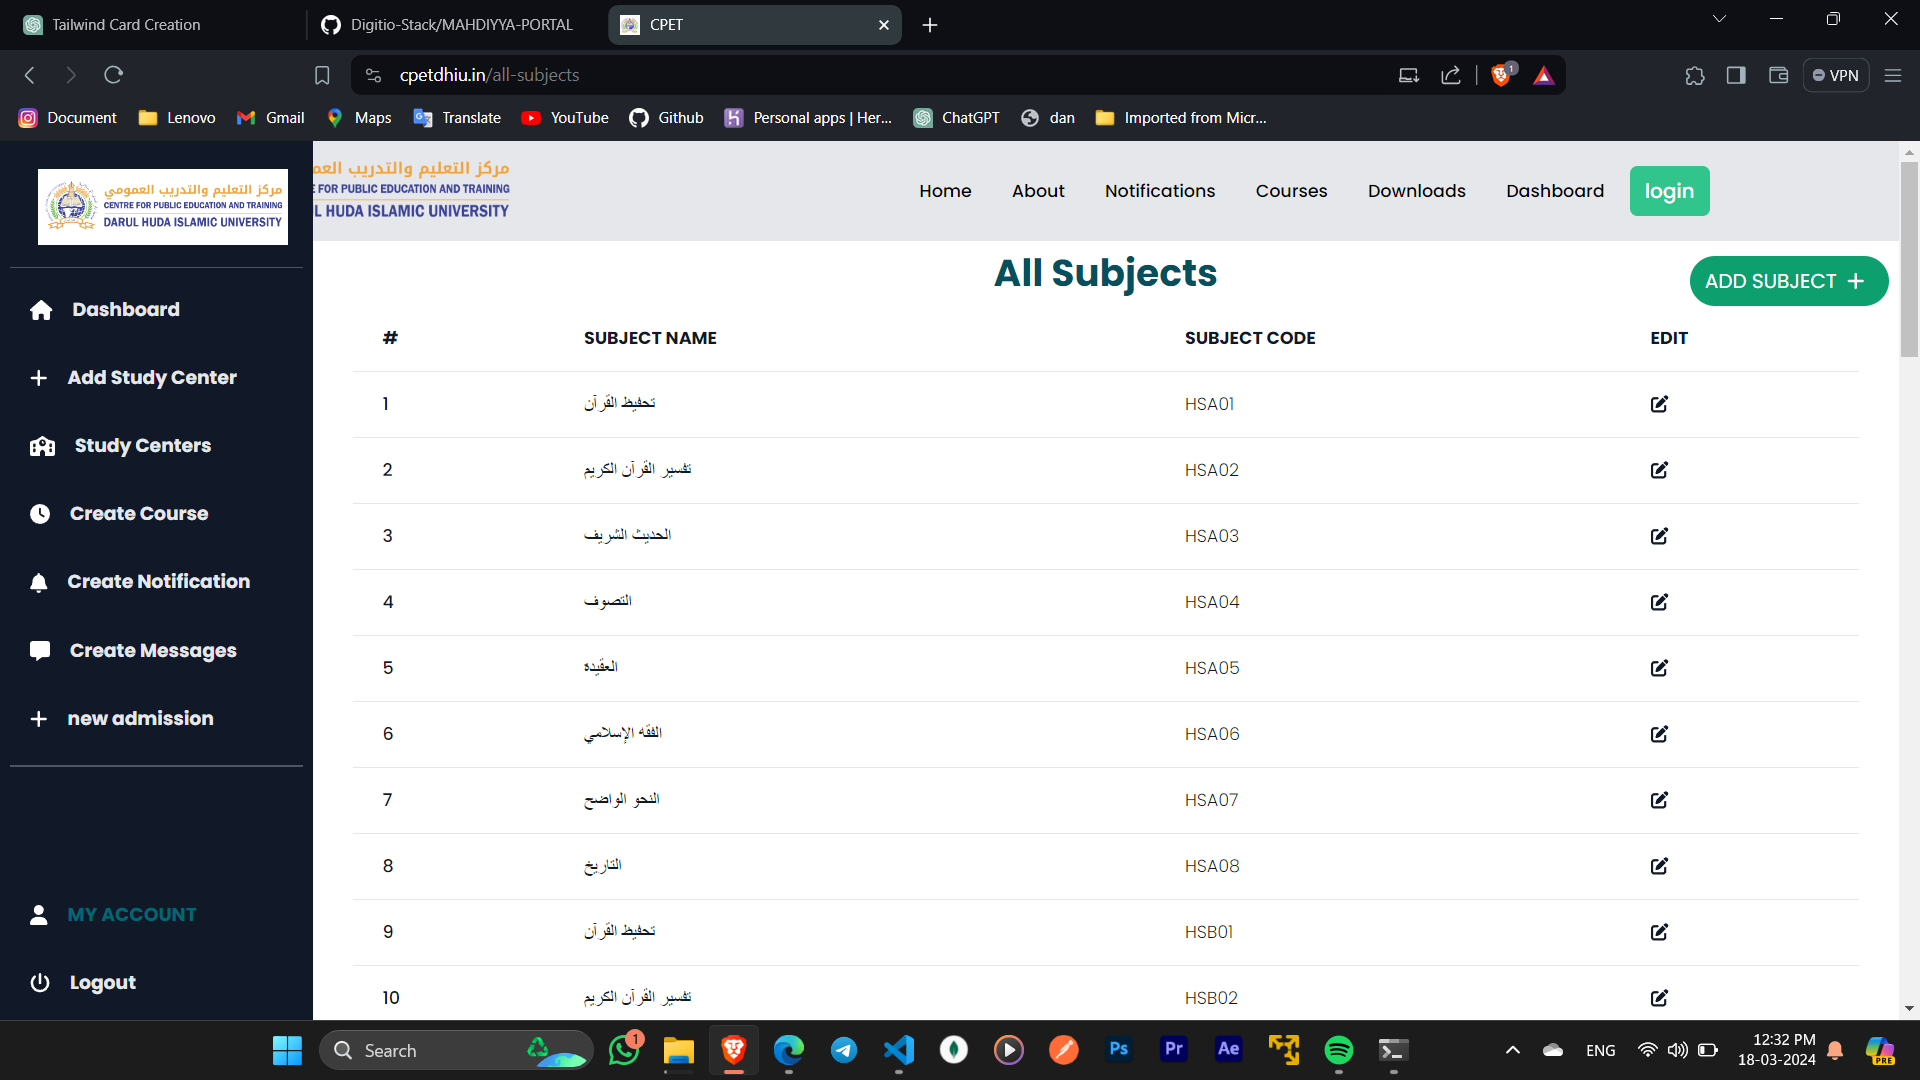 Tailwind Card Creation
Digitio-Stack/MAHDIYYA-PORTAL
CPET
cpetdhiu.in/all-subjects
1
VPN
Document
Lenovo
Gmail
Maps
Translate
YouTube
Github
Personal apps | Her...
ChatGPT
dan
Imported from Micr...
مركز التعليم والتدريب العمومي
CENTRE FOR PUBLIC EDUCATION AND TRAINING
DARUL HUDA ISLAMIC UNIVERSITY
Dashboard
Add Study Center
Study Centers
Create Course
Create Notification
Create Messages
new admission
MY ACCOUNT
Logout
مركز التعليم والتدريب العم
FOR PUBLIC EDUCATION AND TRAINING
L HUDA ISLAMIC UNIVERSITY
Home About Notifications Courses Downloads Dashboard login
All Subjects
ADD SUBJECT +
# SUBJECT NAME SUBJECT CODE EDIT
1 تحفيظ القرآن HSA01
2 تفسير القرآن الكريم HSA02
3 الحديث الشريف HSA03
4 التصوف HSA04
5 العقيدة HSA05
6 الفقه الإسلامي HSA06
7 النحو الواضح HSA07
8 التاريخ HSA08
9 تحفيظ القرآن HSB01
10 تفسير القرآن الكريم HSB02
Search
1
Ps
Pr
Ae
ENG
12:32 PM
18-03-2024
PRE